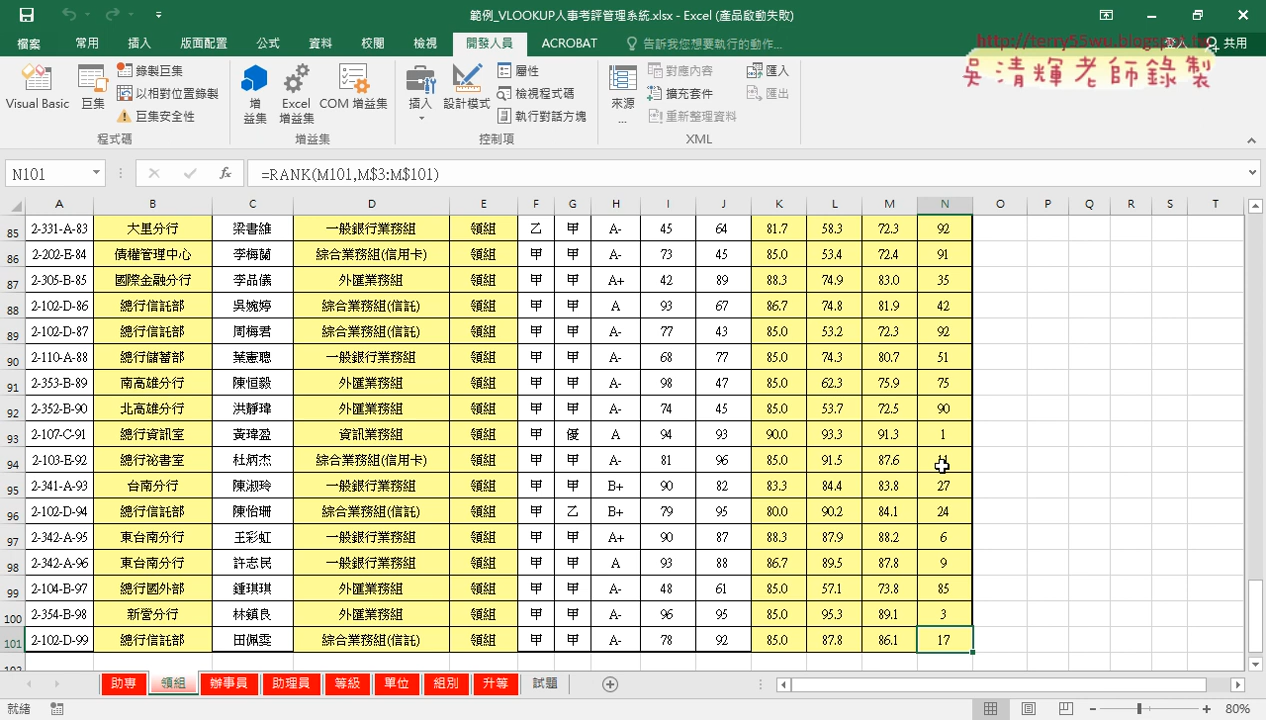 範例_VLOOKUP人事考評管理系統.xlsx - Excel (產品啟動失敗)
檔案 常用 插入 版面配置 公式 資料 校閱 檢視 開發人員 ACROBAT 告訴我您想要執行的動作... 登入 共用
http://terry55wu.blogspot.tw
吳清輝老師錄製
Visual Basic 巨集 錄製巨集 以相對位置錄製 巨集安全性 程式碼
增益集 Excel 增益集 COM 增益集 增益集
插入 設計模式 屬性 檢視程式碼 執行對話方塊 控制項
來源... 對應內容 擴充套件 重新整理資料 匯入 匯出 XML
N101 fx =RANK(M101,M$3:M$101)
A B C D E F G H I J K L M N O P Q R S T
85 2-331-A-83 大里分行 梁書維 一般銀行業務組 領組 乙 甲 A- 45 64 81.7 58.3 72.3 92
86 2-202-E-84 債權管理中心 李梅蘭 綜合業務組(信用卡) 領組 甲 甲 A- 73 45 85.0 53.4 72.4 91
87 2-305-B-85 國際金融分行 李品儀 外匯業務組 領組 甲 甲 A+ 42 89 88.3 74.9 83.0 35
88 2-102-D-86 總行信託部 吳婉婷 綜合業務組(信託) 領組 甲 甲 A 93 67 86.7 74.8 81.9 42
89 2-102-D-87 總行信託部 周梅君 綜合業務組(信託) 領組 甲 甲 A- 77 43 85.0 53.2 72.3 92
90 2-110-A-88 總行儲蓄部 葉憲聰 一般銀行業務組 領組 甲 甲 A- 68 77 85.0 74.3 80.7 51
91 2-353-B-89 南高雄分行 陳恒毅 外匯業務組 領組 甲 甲 A- 98 47 85.0 62.3 75.9 75
92 2-352-B-90 北高雄分行 洪靜瑋 外匯業務組 領組 甲 甲 A- 74 45 85.0 53.7 72.5 90
93 2-107-C-91 總行資訊室 黃瑋盈 資訊業務組 領組 甲 優 A 94 93 90.0 93.3 91.3 1
94 2-103-E-92 總行祕書室 杜炳杰 綜合業務組(信用卡) 領組 甲 甲 A- 81 96 85.0 91.5 87.6
95 2-341-A-93 台南分行 陳淑玲 一般銀行業務組 領組 甲 甲 B+ 90 82 83.3 84.4 83.8 27
96 2-102-D-94 總行信託部 陳怡珊 綜合業務組(信託) 領組 甲 乙 B+ 79 95 80.0 90.2 84.1 24
97 2-342-A-95 東台南分行 王彩虹 一般銀行業務組 領組 甲 甲 A+ 90 87 88.3 87.9 88.2 6
98 2-342-A-96 東台南分行 許志民 一般銀行業務組 領組 甲 甲 A 93 88 86.7 89.5 87.8 9
99 2-104-B-97 總行國外部 鍾琪琪 外匯業務組 領組 甲 甲 A- 48 61 85.0 57.1 73.8 85
100 2-354-B-98 新營分行 林鎮良 外匯業務組 領組 甲 甲 A- 96 95 85.0 95.3 89.1 3
101 2-102-D-99 總行信託部 田佩雯 綜合業務組(信託) 領組 甲 甲 A- 78 92 85.0 87.8 86.1 17
助專 領組 辦事員 助理員 等級 單位 組別 升等 試題
就緒 80%